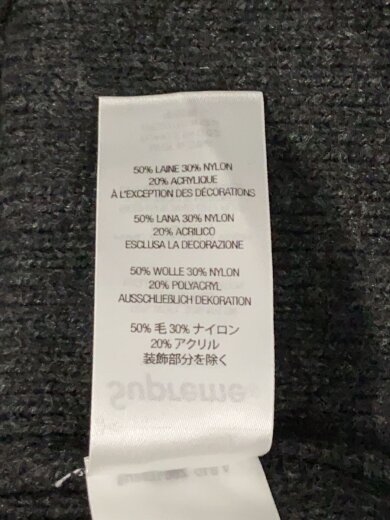 50% LAINE 30% NYLON
20% ACRYLIQUE
À L'EXCEPTION DES DÉCORATIONS
50% LANA 30% NYLON
20% ACRILICO
ESCLUSA LA DECORAZIONE
50% WOLLE 30% NYLON
20% POLYACRYL
AUSSCHLIEBLICH DEKORATION
50% 毛 30% ナイロン
20% アクリル
装飾部分を除く
Supreme